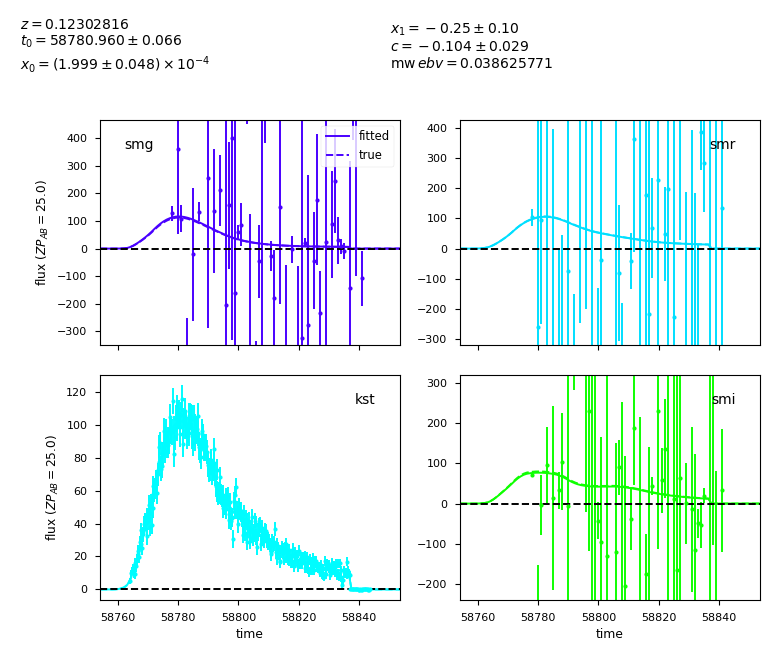 z = 0.12302816
t₀ = 58780.960 ± 0.066
x₀ = (1.999 ± 0.048) × 10⁻⁴
x₁ = −0.25 ± 0.10
c = −0.104 ± 0.029
mw ebv = 0.038625771
smg
fitted
true
400
300
200
100
0
−100
−200
−300
flux (ZP_AB = 25.0)
smr
400
300
200
100
0
−100
−200
−300
kst
120
100
80
60
40
20
0
flux (ZP_AB = 25.0)
58760 58780 58800 58820 58840
time
smi
300
200
100
0
−100
−200
58760 58780 58800 58820 58840
time